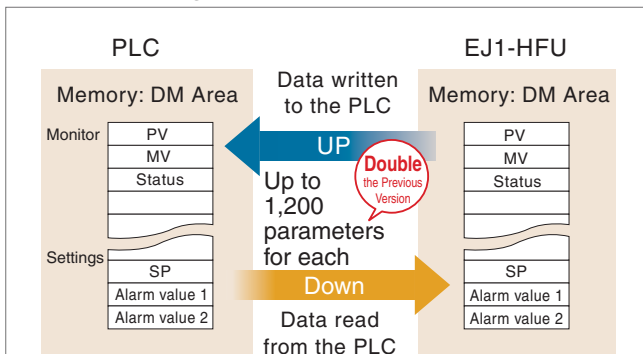 PLC
EJ1-HFU
Memory: DM Area
Data written
to the PLC
Memory: DM Area
Monitor
PV
MV
Status
UP
Double
the Previous
Version
PV
MV
Status
Up to
1,200
parameters
for each
Settings
SP
Alarm value 1
Alarm value 2
Down
SP
Alarm value 1
Alarm value 2
Data read
from the PLC